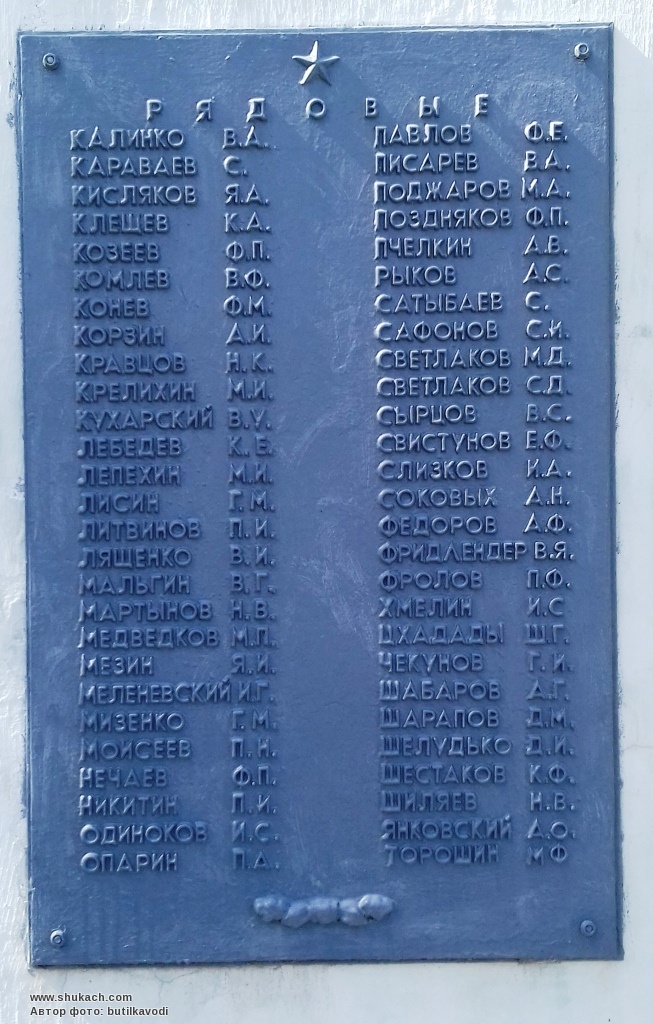 РЯДОВЫЕ
КАЛИНКО В.А.
КАРАВАЕВ С.
КИСЛЯКОВ Я.А.
КЛЕЩЕВ К.А.
КОЗЕЕВ Ф.П.
КОМЛЕВ В.Ф.
КОНЕВ Ф.М.
КОРЗИН А.И.
КРАВЦОВ Н.К.
КРЕЛИХИН М.И.
КУХАРСКИЙ В.У.
ЛЕБЕДЕВ К.Е.
ЛЕПЕХИН М.И.
ЛИСИН Г.М.
ЛИТВИНОВ П.И.
ЛЯЩЕНКО В.И.
МАЛЬГИН В.Г.
МАРТЫНОВ Н.В.
МЕДВЕДКОВ М.П.
МЕЗИН Я.И.
МЕЛЕНЕВСКИЙ И.Г.
МИЗЕНКО Г.М.
МОИСЕЕВ П.Н.
НЕЧАЕВ Ф.П.
НИКИТИН П.И.
ОДИНОКОВ И.С.
ОПАРИН П.А.
ПАВЛОВ Ф.Е.
ПИСАРЕВ В.А.
ПОДЖАРОВ М.А.
ПОЗДНЯКОВ Ф.П.
ПЧЕЛКИН А.В.
РЫКОВ А.С.
САТЫБАЕВ С.
САФОНОВ С.И.
СВЕТЛАКОВ М.Д.
СВЕТЛАКОВ С.Д.
СЫРЦОВ В.С.
СВИСТУНОВ Е.Ф.
СЛИЗКОВ И.А.
СОКОВЫХ А.Н.
ФЕДОРОВ А.Ф.
ФРИДЛЕНДЕР В.Я.
ФРОЛОВ П.Ф.
ХМЕЛИН И.С
ЦХАДАДЫ Ш.Г.
ЧЕКУНОВ Г.И.
ШАБАРОВ А.Г.
ШАРАПОВ Д.М.
ШЕЛУДЬКО Д.И.
ШЕСТАКОВ К.Ф.
ШИЛЯЕВ Н.В.
ЯНКОВСКИЙ А.О.
ТОРОШИН М Ф
www.shukach.com
Автор фото: butilkavodi